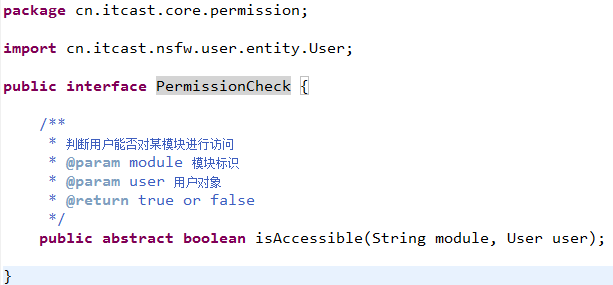 package cn.itcast.core.permission;
import cn.itcast.nsfw.user.entity.User;
public interface PermissionCheck {
/**
* 判断用户能否对某模块进行访问
* @param module 模块标识
* @param user 用户对象
* @return true or false
*/
public abstract boolean isAccessible(String module, User user);
}